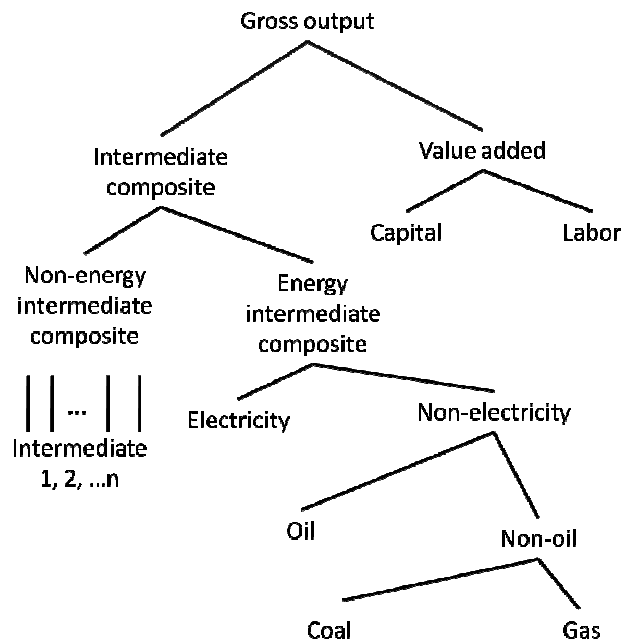 Gross output
Intermediate
composite
Value added
Capital
Labor
Non-energy
intermediate
composite
Energy
intermediate
composite
...
Intermediate
1, 2, ...n
Electricity
Non-electricity
Oil
Non-oil
Coal
Gas